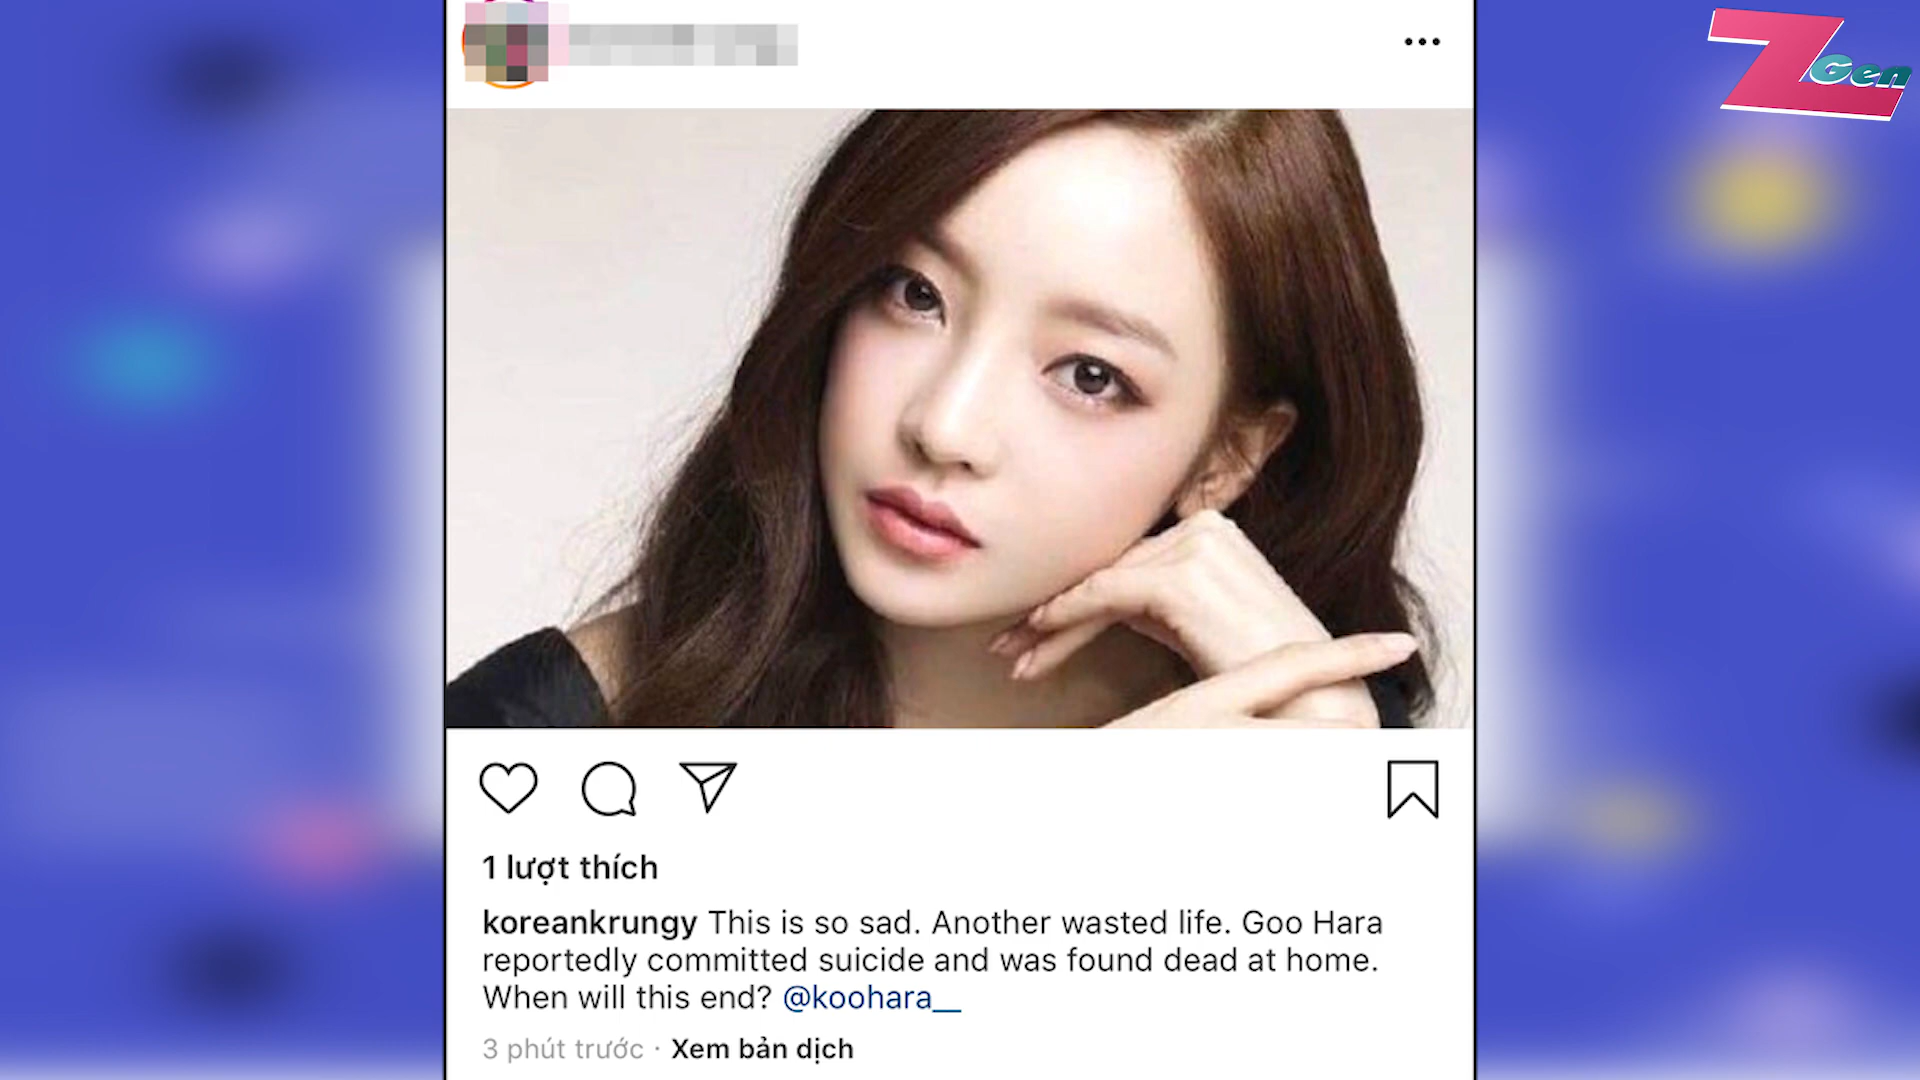 Z Gen
1 lượt thích
koreankrungy This is so sad. Another wasted life. Goo Hara
reportedly committed suicide and was found dead at home.
When will this end? @koohara__
3 phút trước · Xem bản dịch